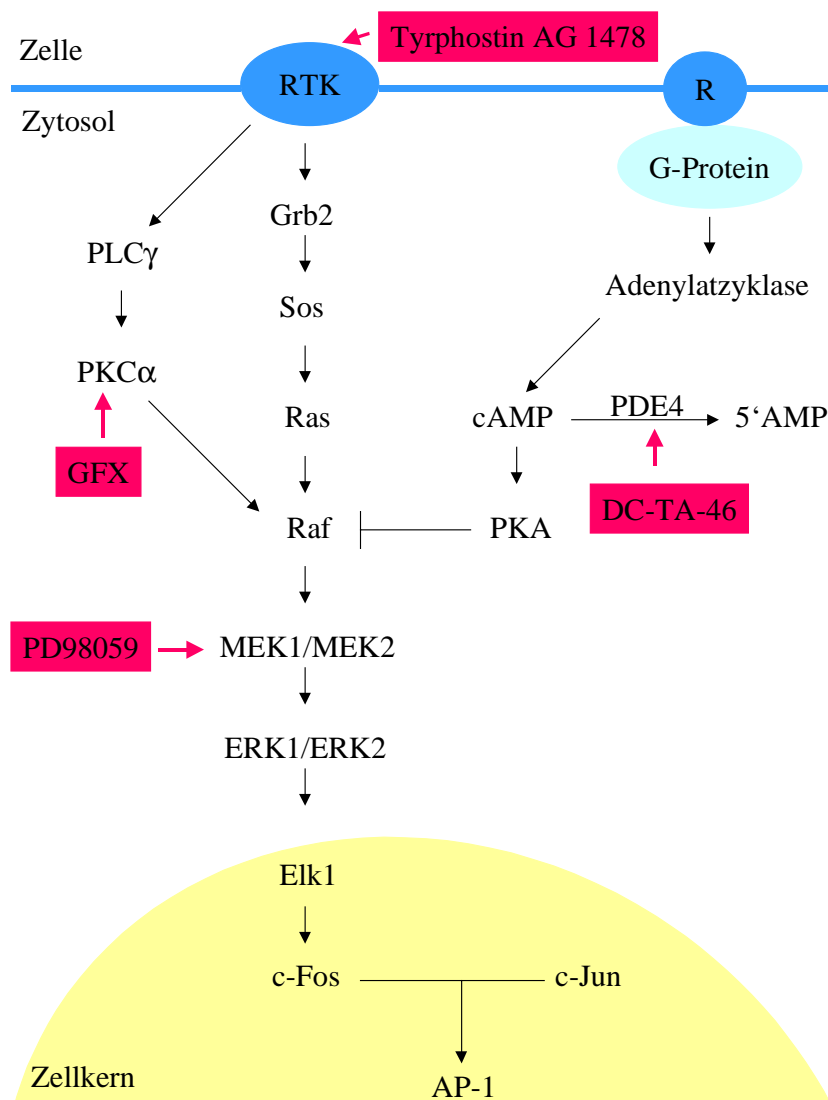 Zelle
Tyrphostin AG 1478
RTK
R
Zytosol
G-Protein
Grb2
PLCγ
Adenylatzyklase
Sos
PKCα
Ras
cAMP
PDE4
5‘AMP
GFX
DC-TA-46
Raf
PKA
PD98059
MEK1/MEK2
ERK1/ERK2
Elk1
c-Fos
c-Jun
Zellkern
AP-1